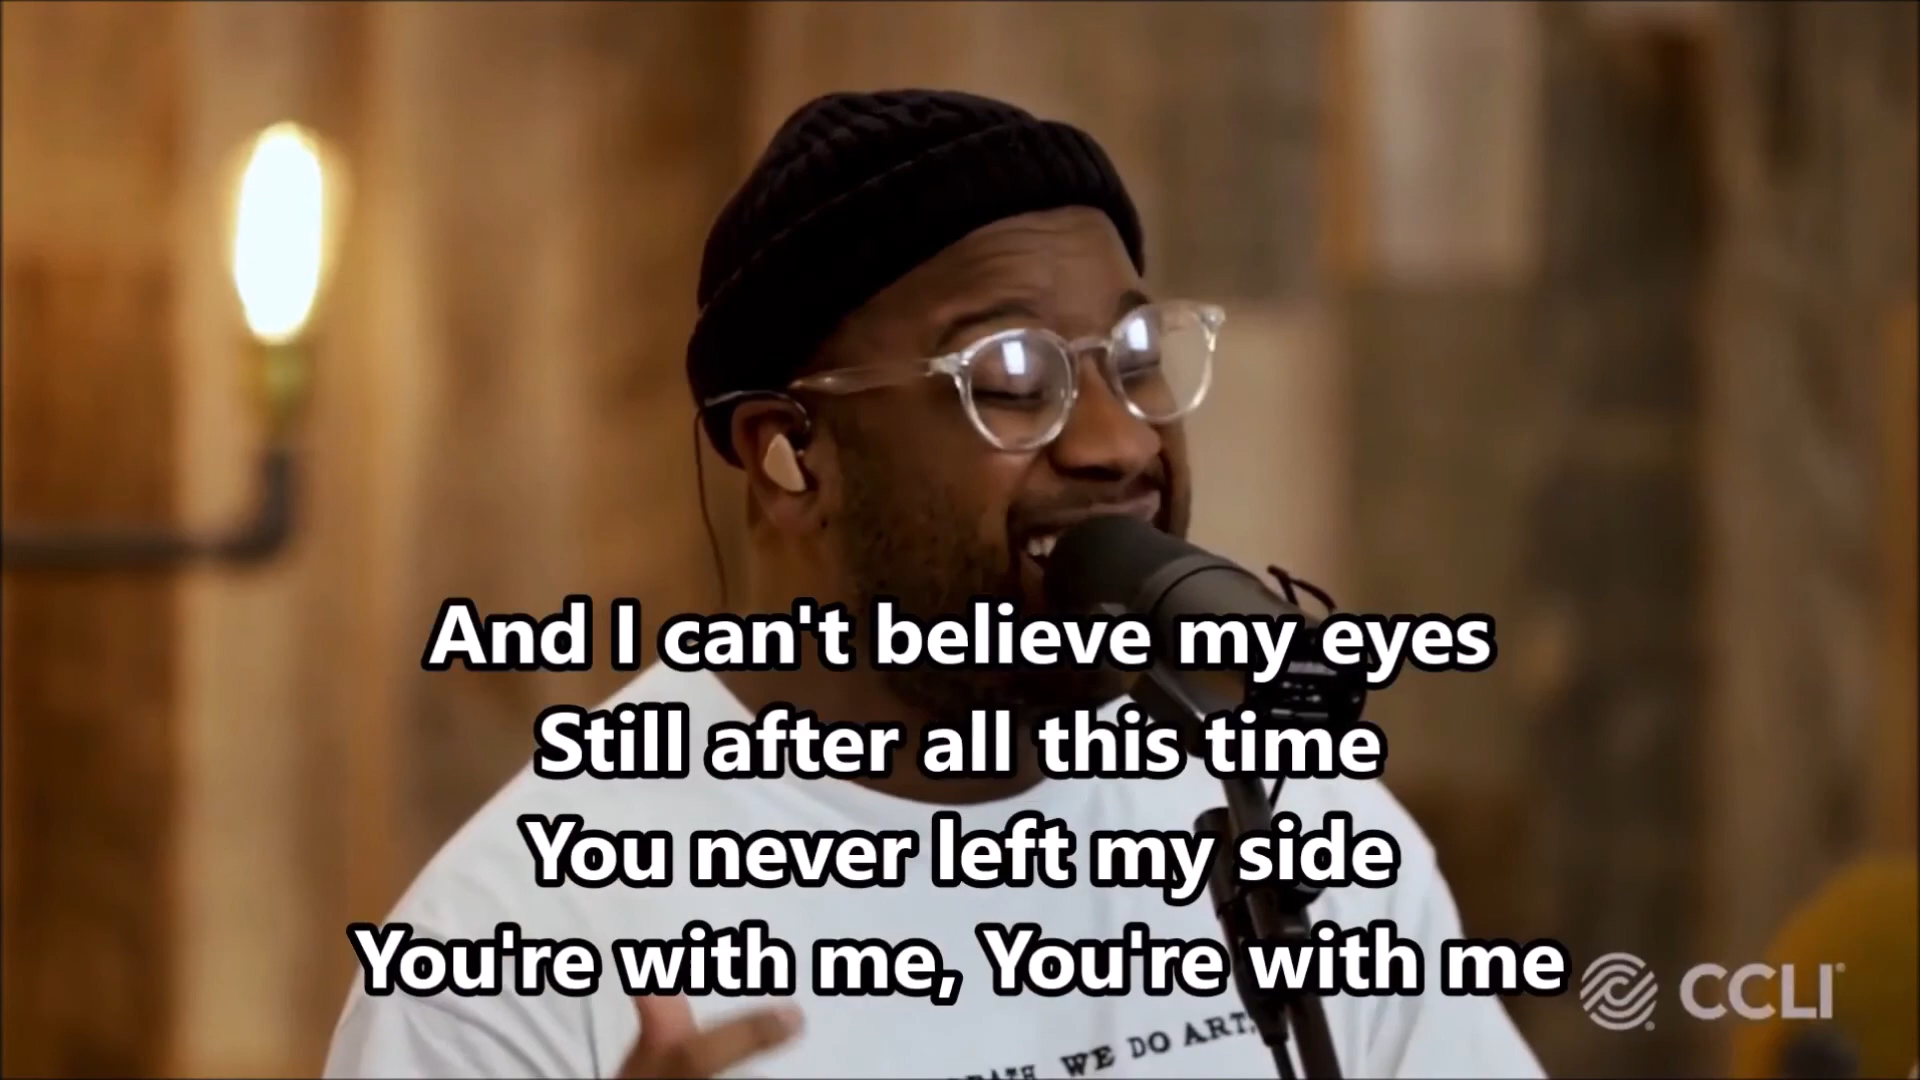 And I can't believe my eyes
Still after all this time
You never left my side
You're with me, You're with me
CCLI
WE DO ART.